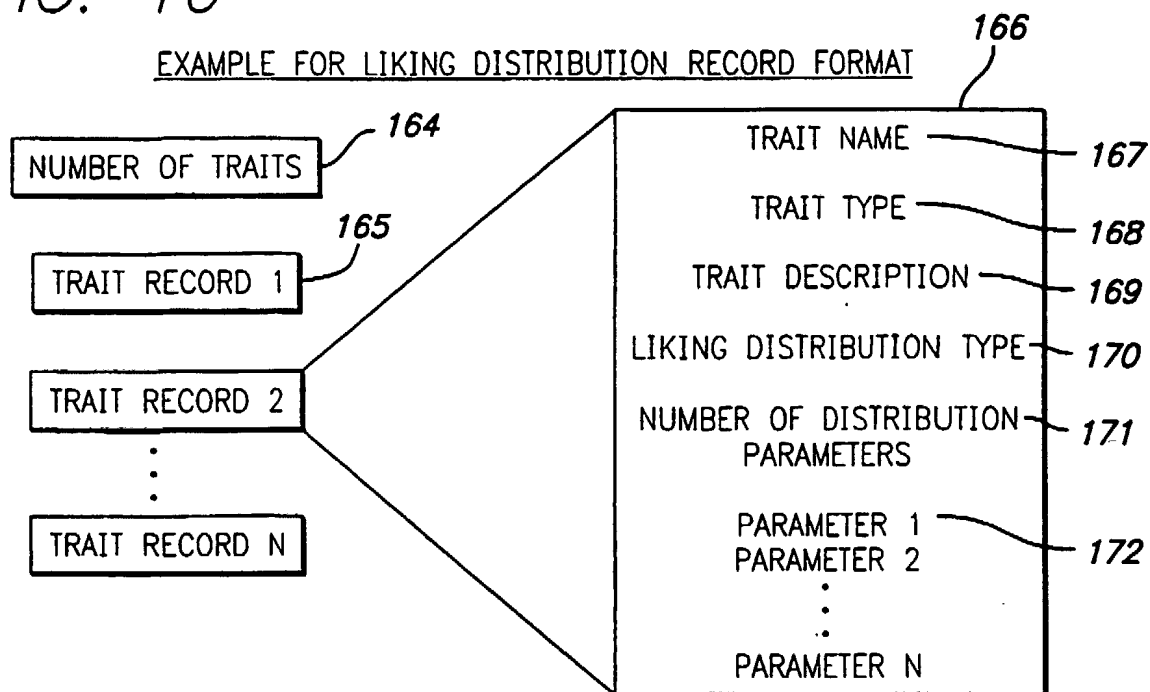 EXAMPLE FOR LIKING DISTRIBUTION RECORD FORMAT
166
164
NUMBER OF TRAITS
165
TRAIT RECORD 1
TRAIT RECORD 2
TRAIT RECORD N
TRAIT NAME
167
TRAIT TYPE
168
TRAIT DESCRIPTION
169
LIKING DISTRIBUTION TYPE
170
NUMBER OF DISTRIBUTION
PARAMETERS
171
PARAMETER 1
172
PARAMETER 2
PARAMETER N